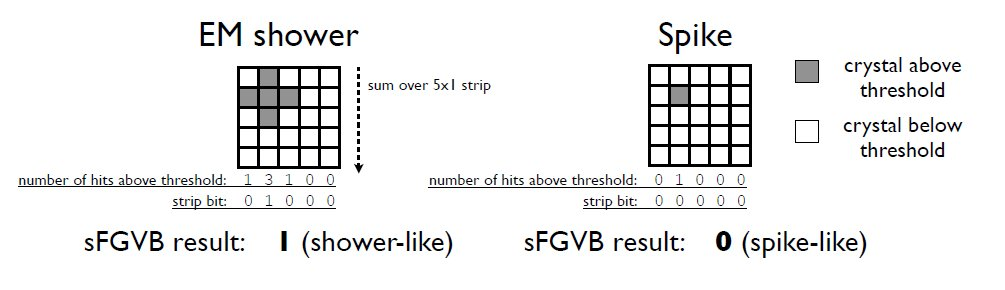 EM shower
Spike
sum over 5x1 strip
crystal above
threshold
crystal below
threshold
number of hits above threshold: 1 3 1 0 0
strip bit: 0 1 0 0 0
sFGVB result: 1 (shower-like)
number of hits above threshold: 0 1 0 0 0
strip bit: 0 0 0 0 0
sFGVB result: 0 (spike-like)